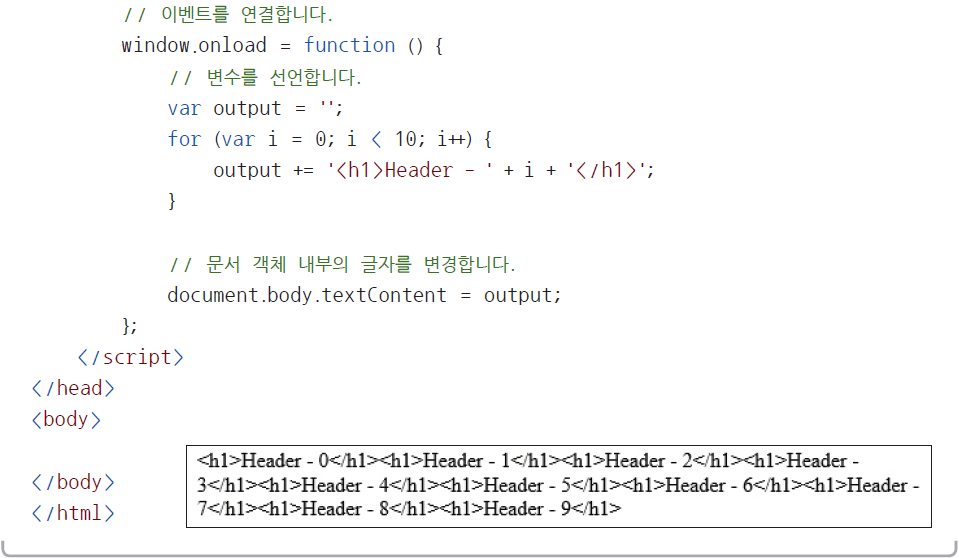 // 이벤트를 연결합니다.
window.onload = function () {
// 변수를 선언합니다.
var output = '';
for (var i = 0; i < 10; i++) {
output += '<h1>Header - ' + i + '</h1>';
}
// 문서 객체 내부의 글자를 변경합니다.
document.body.textContent = output;
};
</script>
</head>
<body>
</body>
</html>
<h1>Header - 0</h1><h1>Header - 1</h1><h1>Header - 2</h1><h1>Header -
3</h1><h1>Header - 4</h1><h1>Header - 5</h1><h1>Header - 6</h1><h1>Header -
7</h1><h1>Header - 8</h1><h1>Header - 9</h1>